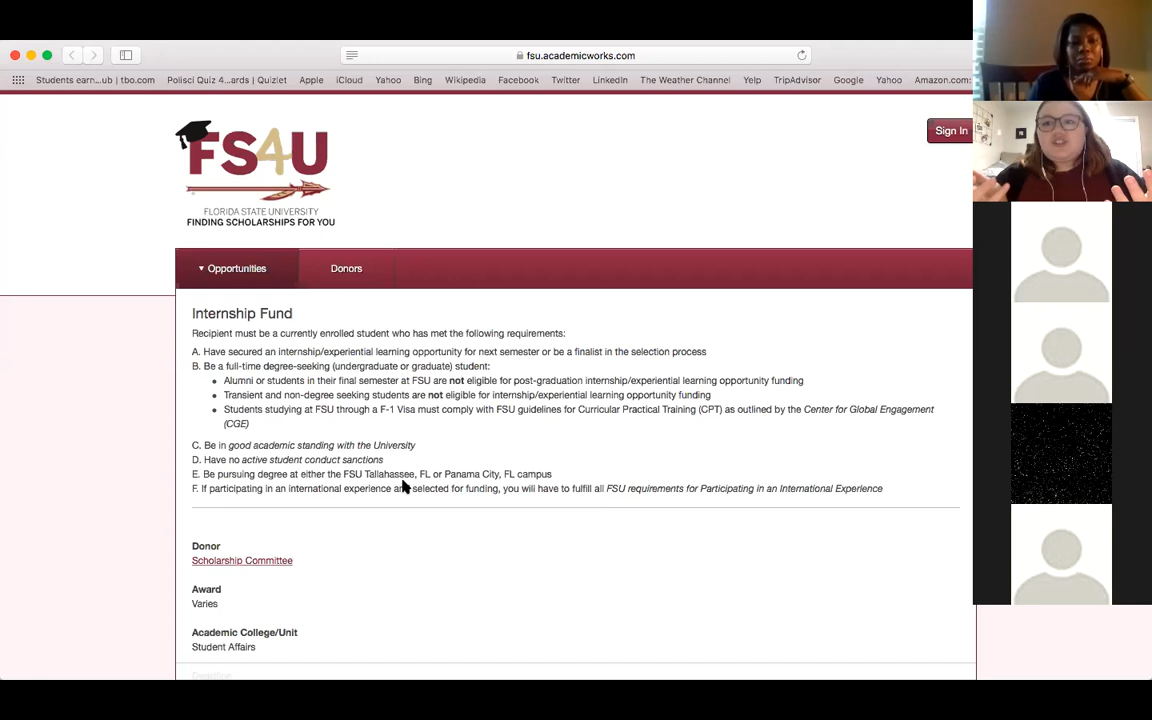 fsu.academicworks.com
Students earn...ub | tbo.com Polisci Quiz 4...ards | Quizlet Apple iCloud Yahoo Bing Wikipedia Facebook Twitter LinkedIn The Weather Channel Yelp TripAdvisor Google Yahoo Amazon.com:
FS4U
FLORIDA STATE UNIVERSITY
FINDING SCHOLARSHIPS FOR YOU
Sign In
▾ Opportunities Donors
Internship Fund
Recipient must be a currently enrolled student who has met the following requirements:
A. Have secured an internship/experiential learning opportunity for next semester or be a finalist in the selection process
B. Be a full-time degree-seeking (undergraduate or graduate) student:
• Alumni or students in their final semester at FSU are not eligible for post-graduation internship/experiential learning opportunity funding
• Transient and non-degree seeking students are not eligible for internship/experiential learning opportunity funding
• Students studying at FSU through a F-1 Visa must comply with FSU guidelines for Curricular Practical Training (CPT) as outlined by the Center for Global Engagement
(CGE)
C. Be in good academic standing with the University
D. Have no active student conduct sanctions
E. Be pursuing degree at either the FSU Tallahassee, FL or Panama City, FL campus
F. If participating in an international experience and selected for funding, you will have to fulfill all FSU requirements for Participating in an International Experience
Donor
Scholarship Committee
Award
Varies
Academic College/Unit
Student Affairs
Deadline